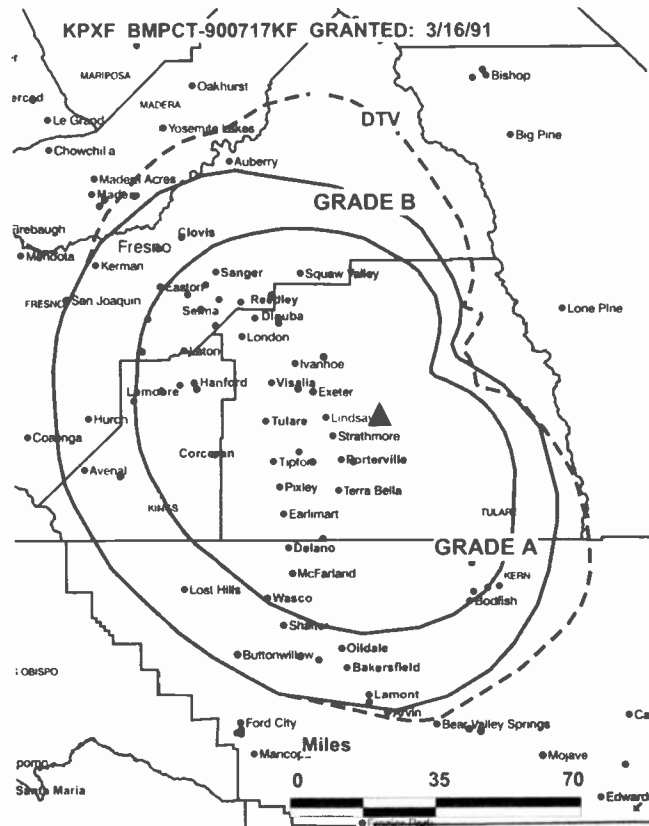 KPXF BMPCT-900717KF GRANTED: 3/16/91
MARIPOSA
Bishop
Oakhurst
MADERA
Le Grand
DTV
Yosemite Lakes
Big Pine
Chowchilla
Auberry
Madera Acres
Madera
GRADE B
Clovis
Fresno
Mendota
Kerman
Sanger
Squaw Valley
Easton
FRESNO
San Joaquin
Reedley
Lone Pine
Selma
Dinuba
London
Laton
Ivanhoe
Hanford
Visalia
Lemoore
Exeter
Huron
Tulare
Lindsay
Strathmore
Coalinga
Corcoran
Avenal
Tipton
Porterville
Pixley
Terra Bella
KINGS
Earlimart
TULARE
Delano
GRADE A
McFarland
KERN
Lost Hills
Wasco
Bodfish
Shafter
Oildale
Buttonwillow
Bakersfield
OBISPO
Lamont
Arvin
Ford City
Bear Valley Springs
Ca
Miles
Maricopa
Mojave
Santa Maria
0 35 70
Edward